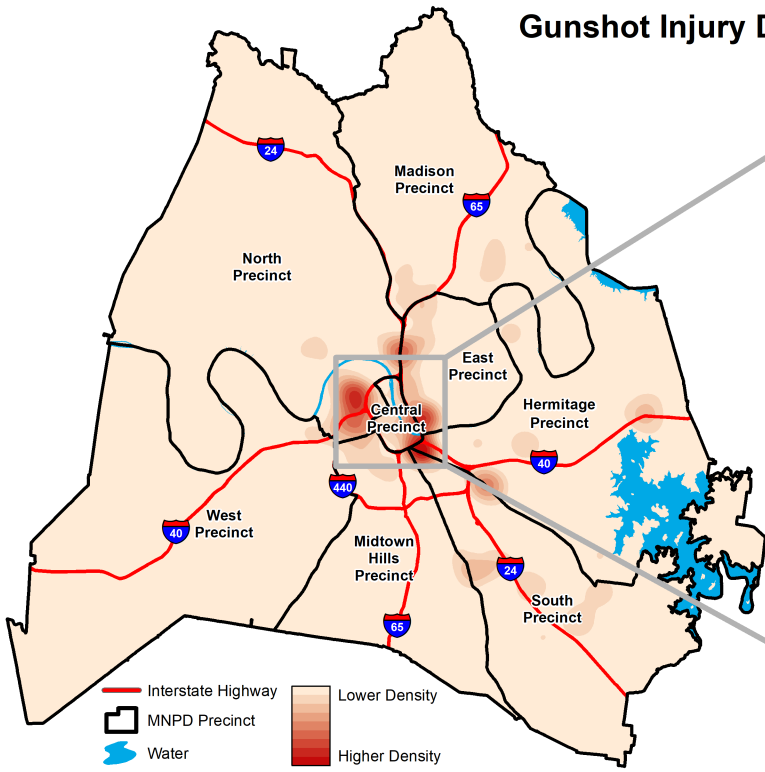 Gunshot Injury D
24
Madison
Precinct
65
North
Precinct
East
Precinct
Central
Precinct
Hermitage
Precinct
40
440
West
Precinct
40
Midtown
Hills
Precinct
24
South
Precinct
65
Interstate Highway
MNPD Precinct
Water
Lower Density
Higher Density